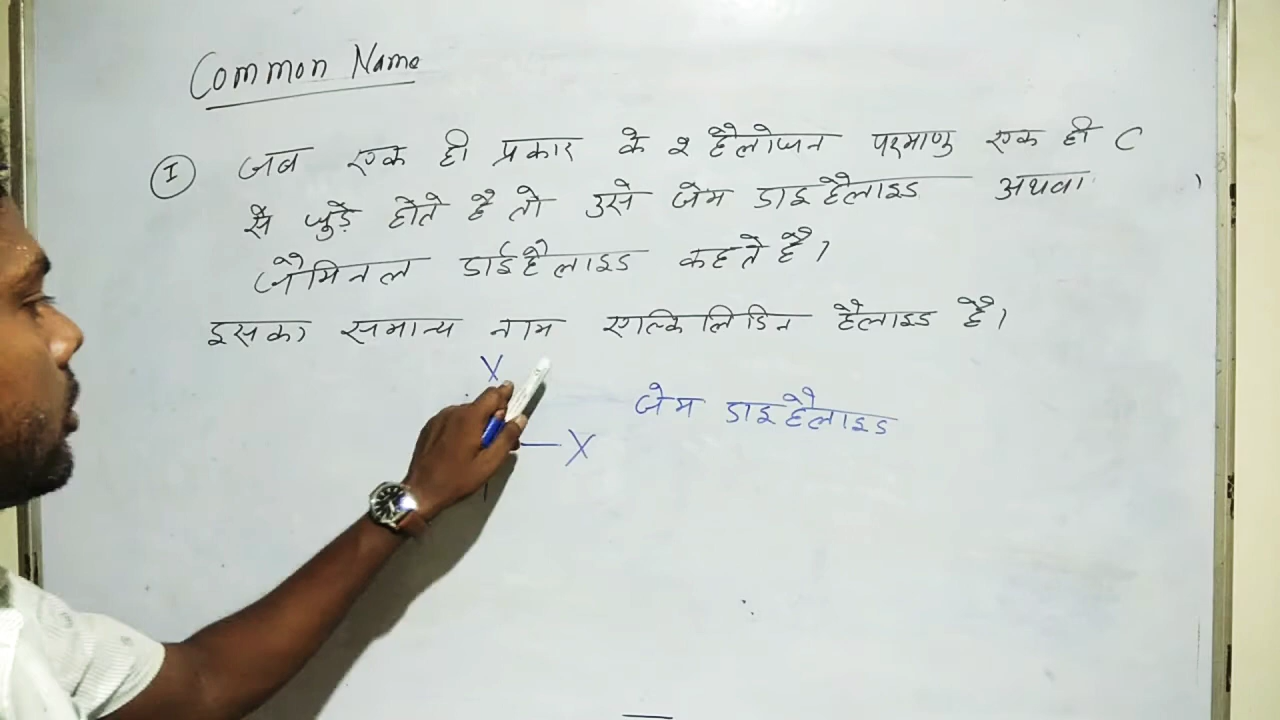 Common Name
I जब एक ही प्रकार के 2 हैलोजन परमाणु एक ही C
से जुड़े होते है तो उसे जेम डाइहैलाइड अथवा
जैमिनल डाईहैलाइड कहते है।
इसका समान्य नाम एल्किलिडिन हैलाइड है।
X
जेम डाइहैलाइड
—X